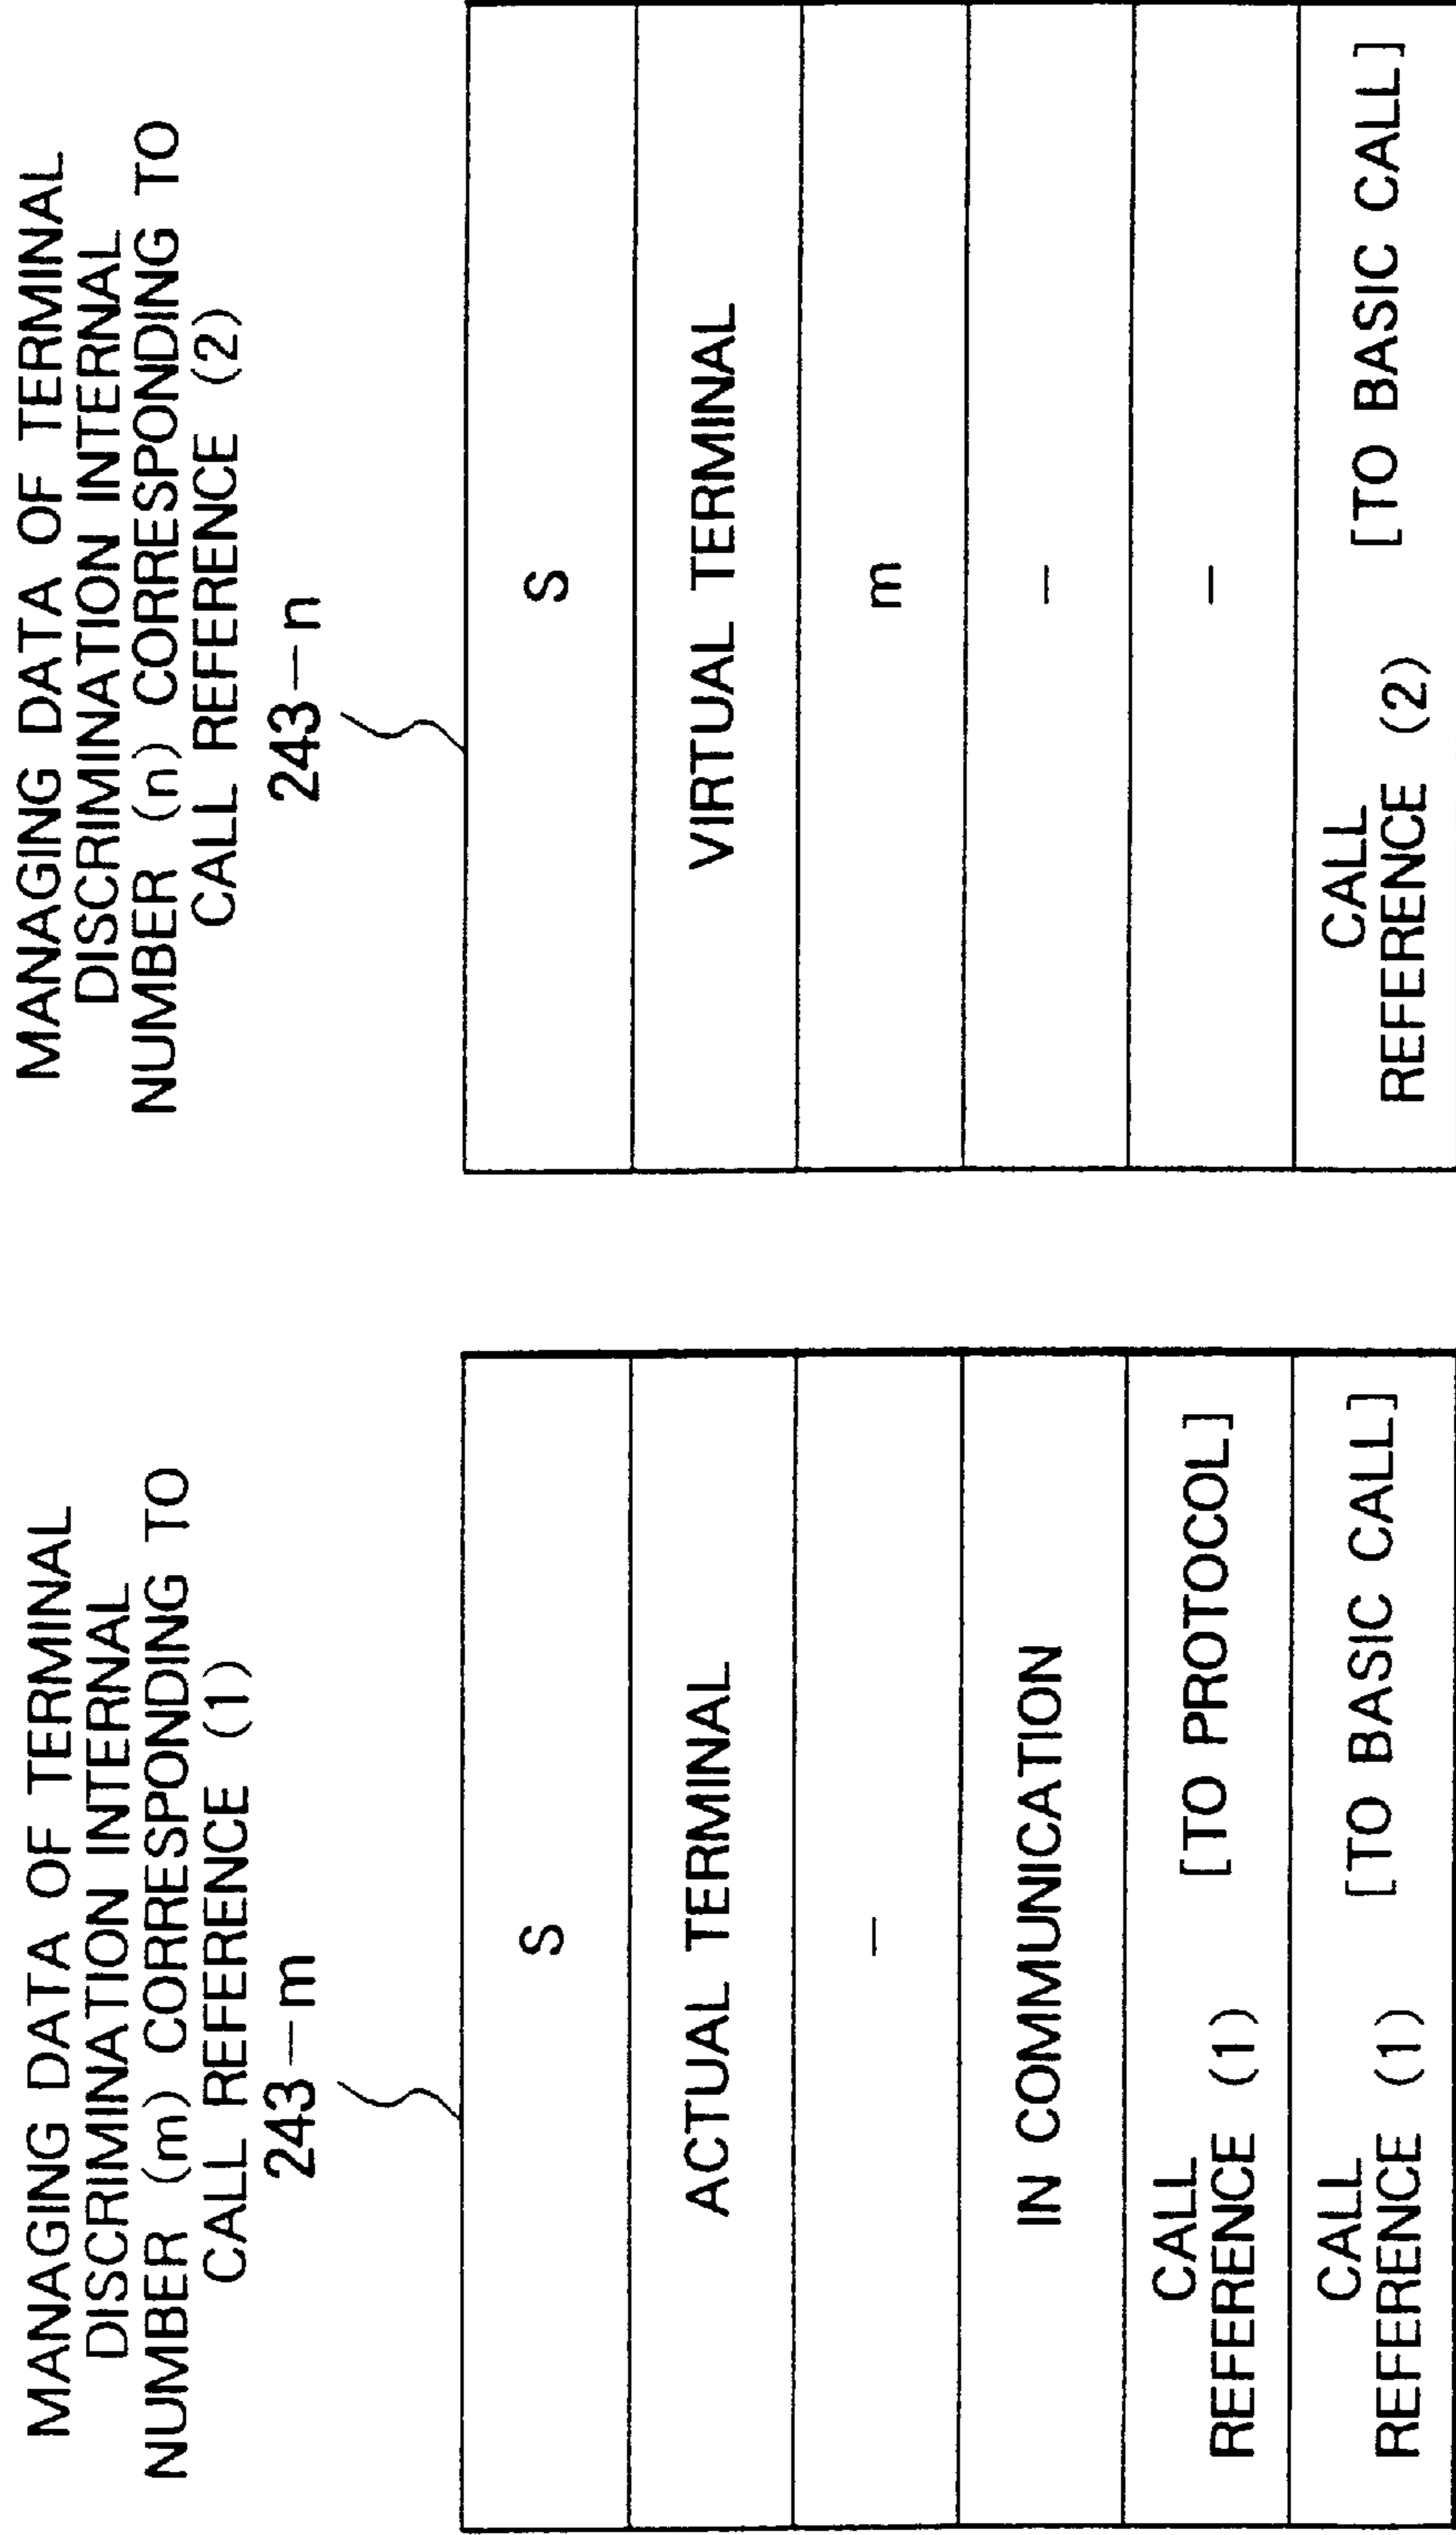 MANAGING DATA OF TERMINAL
DISCRIMINATION INTERNAL
NUMBER (m) CORRESPONDING TO
CALL REFERENCE (1)
243-m
S
ACTUAL TERMINAL
-
IN COMMUNICATION
CALL
REFERENCE (1) [TO PROTOCOL]
CALL
REFERENCE (1) [TO BASIC CALL]
MANAGING DATA OF TERMINAL
DISCRIMINATION INTERNAL
NUMBER (n) CORRESPONDING TO
CALL REFERENCE (2)
243-n
S
VIRTUAL TERMINAL
m
-
-
CALL
REFERENCE (2) [TO BASIC CALL]